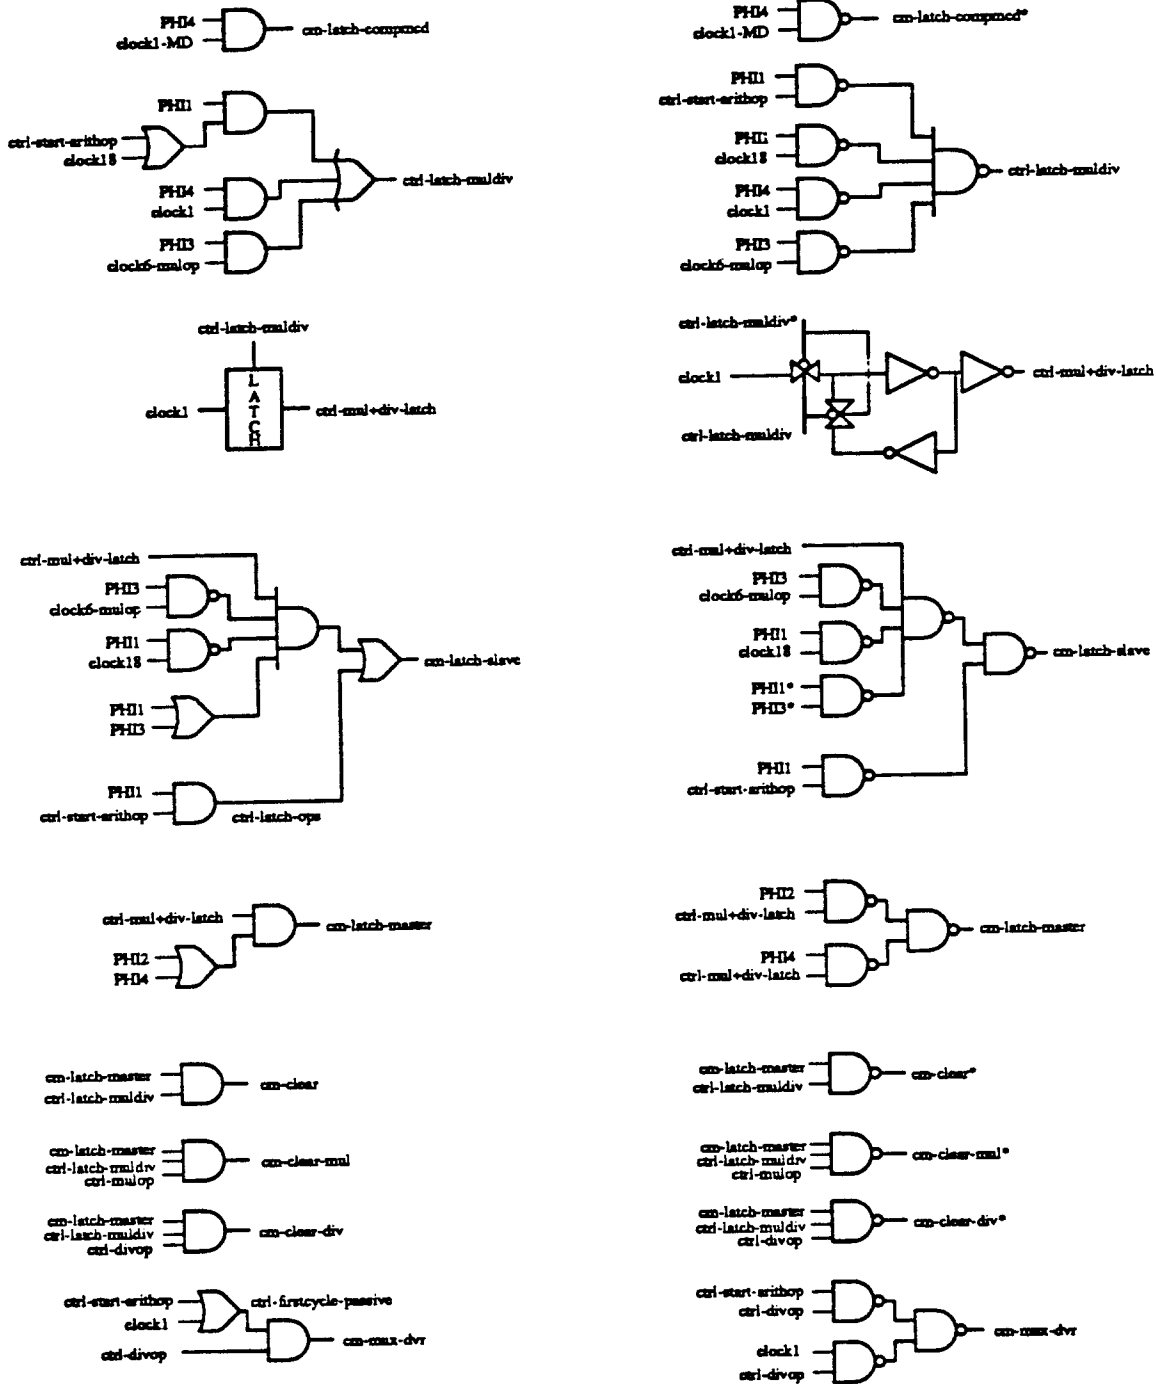 PHI4
clock1-MD
cm-latch-compmcd
PHI1
ctrl-start-arithop
clock18
PHI4
clock1
PHI3
clock6-mulop
ctrl-latch-muldiv
ctrl-latch-muldiv
clock1
LATCH
ctrl-mul+div-latch
ctrl-mul+div-latch
PHI3
clock6-mulop
PHI1
clock18
PHI1
PHI3
cm-latch-slave
PHI1
ctrl-start-arithop
ctrl-latch-ops
ctrl-mul+div-latch
PHI2
PHI4
cm-latch-master
cm-latch-master
ctrl-latch-muldiv
cm-clear
cm-latch-master
ctrl-latch-muldiv
ctrl-mulop
cm-clear-mul
cm-latch-master
ctrl-latch-muldiv
ctrl-divop
cm-clear-div
ctrl-start-arithop
clock1
ctrl-firstcycle-passive
ctrl-divop
cm-mux-dvr
PHI4
clock1-MD
cm-latch-compmcd*
PHI1
ctrl-start-arithop
PHI1
clock18
PHI4
clock1
PHI3
clock6-mulop
ctrl-latch-muldiv
ctrl-latch-muldiv*
clock1
ctrl-latch-muldiv
ctrl-mul+div-latch
ctrl-mul+div-latch
PHI3
clock6-mulop
PHI1
clock18
PHI1*
PHI3*
cm-latch-slave
PHI1
ctrl-start-arithop
PHI2
ctrl-mul+div-latch
PHI4
ctrl-mul+div-latch
cm-latch-master
cm-latch-master
ctrl-latch-muldiv
cm-clear*
cm-latch-master
ctrl-latch-muldiv
ctrl-mulop
cm-clear-mul*
cm-latch-master
ctrl-latch-muldiv
ctrl-divop
cm-clear-div*
ctrl-start-arithop
ctrl-divop
clock1
ctrl-divop
cm-mux-dvr